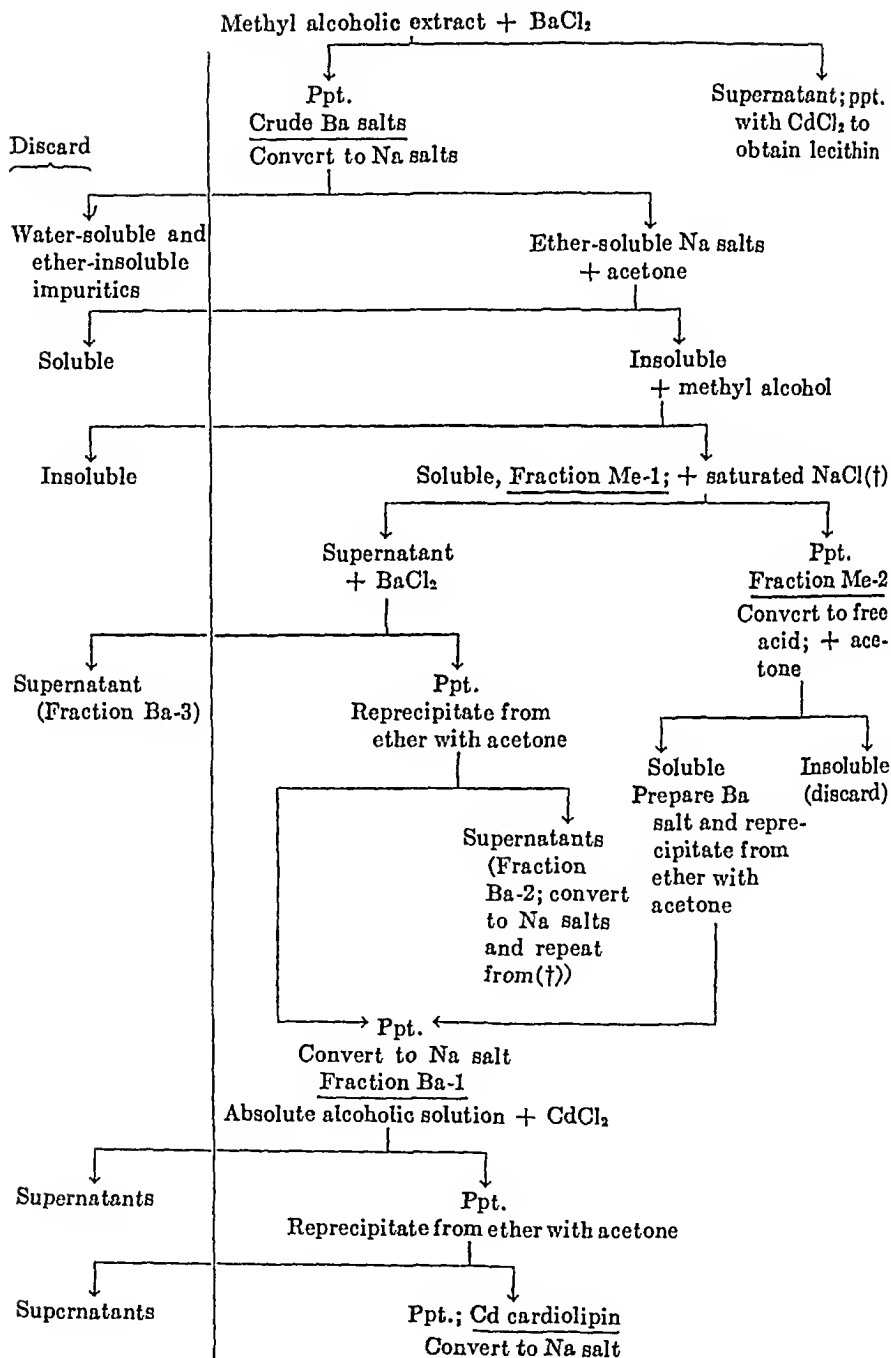 Methyl alcoholic extract + BaCl₂
Ppt.
Crude Ba salts
Convert to Na salts
Supernatant; ppt.
with CdCl₂ to
obtain lecithin
Discard
Water-soluble and
ether-insoluble
impurities
Ether-soluble Na salts
+ acetone
Soluble
Insoluble
+ methyl alcohol
Insoluble
Soluble, Fraction Me-1; + saturated NaCl(†)
Supernatant
+ BaCl₂
Ppt.
Fraction Me-2
Convert to free
acid; + ace-
tone
Supernatant
(Fraction Ba-3)
Ppt.
Reprecipitate from
ether with acetone
Soluble
Prepare Ba
salt and repre-
cipitate from
ether with
acetone
Insoluble
(discard)
Supernatants
(Fraction
Ba-2; convert
to Na salts
and repeat
from(†))
Ppt.
Convert to Na salt
Fraction Ba-1
Absolute alcoholic solution + CdCl₂
Supernatants
Ppt.
Reprecipitate from ether with acetone
Supernatants
Ppt.; Cd cardiolipin
Convert to Na salt